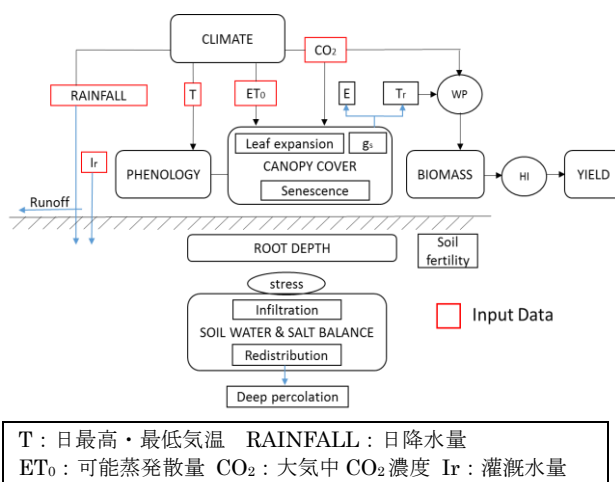 CLIMATE
CO₂
RAINFALL
T
ET₀
E
Tr
WP
Ir
Leaf expansion
gs
PHENOLOGY
CANOPY COVER
Senescence
BIOMASS
HI
YIELD
Runoff
ROOT DEPTH
Soil
fertility
stress
Infiltration
SOIL WATER & SALT BALANCE
Redistribution
Input Data
Deep percolation
T：日最高・最低気温 RAINFALL：日降水量
ET₀：可能蒸発散量 CO₂：大気中 CO₂濃度 Ir：灌漑水量